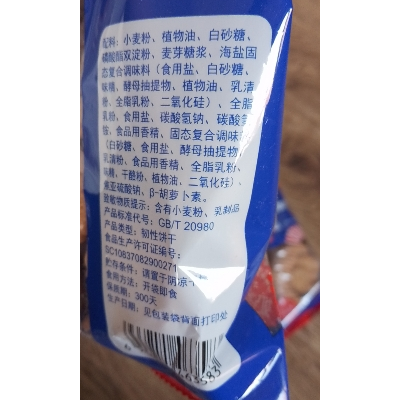 配料：小麦粉、植物油、白砂糖、
磷酸酯双淀粉、麦芽糖浆、海盐固
态复合调味料（食用盐、白砂糖、
味精、酵母抽提物、植物油、乳清
粉、全脂乳粉、二氧化硅）、全脂
乳粉、食用盐、碳酸氢钠、碳酸氢
铵、食品用香精、固态复合调味料
（白砂糖、食用盐、酵母抽提物、
乳清粉、食品用香精、全脂乳粉、
味精、干酪粉、植物油、二氧化硅）、
焦亚硫酸钠、β-胡萝卜素。
致敏物质提示：含有小麦粉、乳制品
产品标准代号：GB/T 20980
产品类型：韧性饼干
食品生产许可证编号：
SC10837082900271
贮存条件：请置于阴凉干
食用方法：开袋即食
保质期：300天
生产日期：见包装袋背面打印处